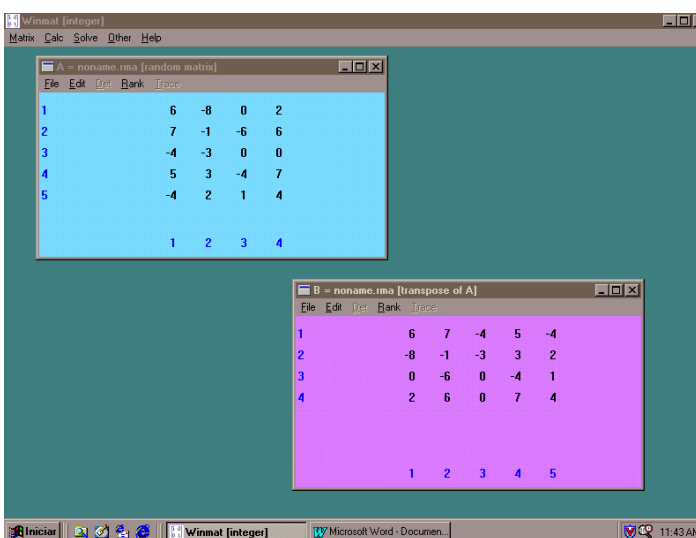 Winmat [integer]
Matrix Calc Solve Other Help
A = noname.rma [random matrix]
File Edit Det Rank Trace
1 6 -8 0 2
2 7 -1 -6 6
3 -4 -3 0 0
4 5 3 -4 7
5 -4 2 1 4
1 2 3 4
B = noname.rma [transpose of A]
File Edit Det Rank Trace
1 6 7 -4 5 -4
2 -8 -1 -3 3 2
3 0 -6 0 -4 1
4 2 6 0 7 4
1 2 3 4 5
Iniciar Winmat [integer] Microsoft Word - Documen... 11:43 AM